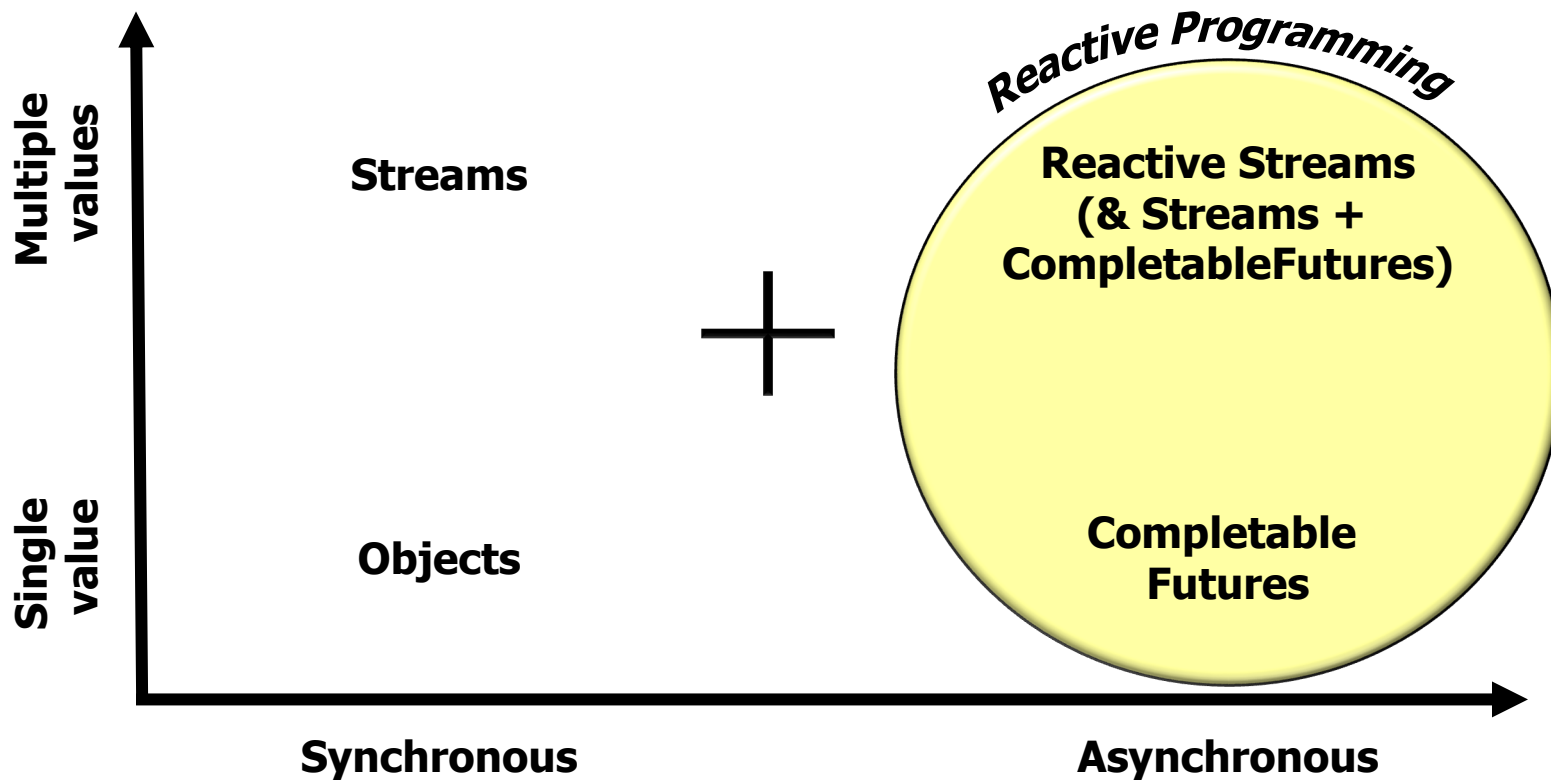 Reactive Programming
Multiple
values
Streams
Reactive Streams
(& Streams +
CompletableFutures)
Single
value
Objects
Completable
Futures
Synchronous
Asynchronous